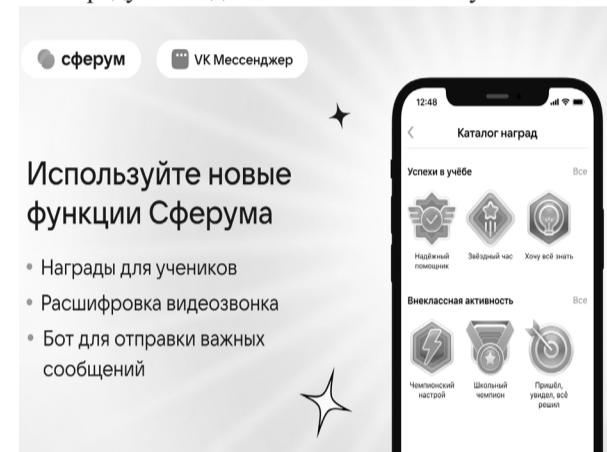 сферум
VK Мессенджер
Используйте новые
функции Сферума
• Награды для учеников
• Расшифровка видеозвонка
• Бот для отправки важных
сообщений
12:48
Каталог наград
Успехи в учёбе
Все
Надёжный
помощник
Звёздный час
Хочу всё знать
Внеклассная активность
Все
Чемпионский
настрой
Школьный
чемпион
Пришёл,
увидел, всё
решил